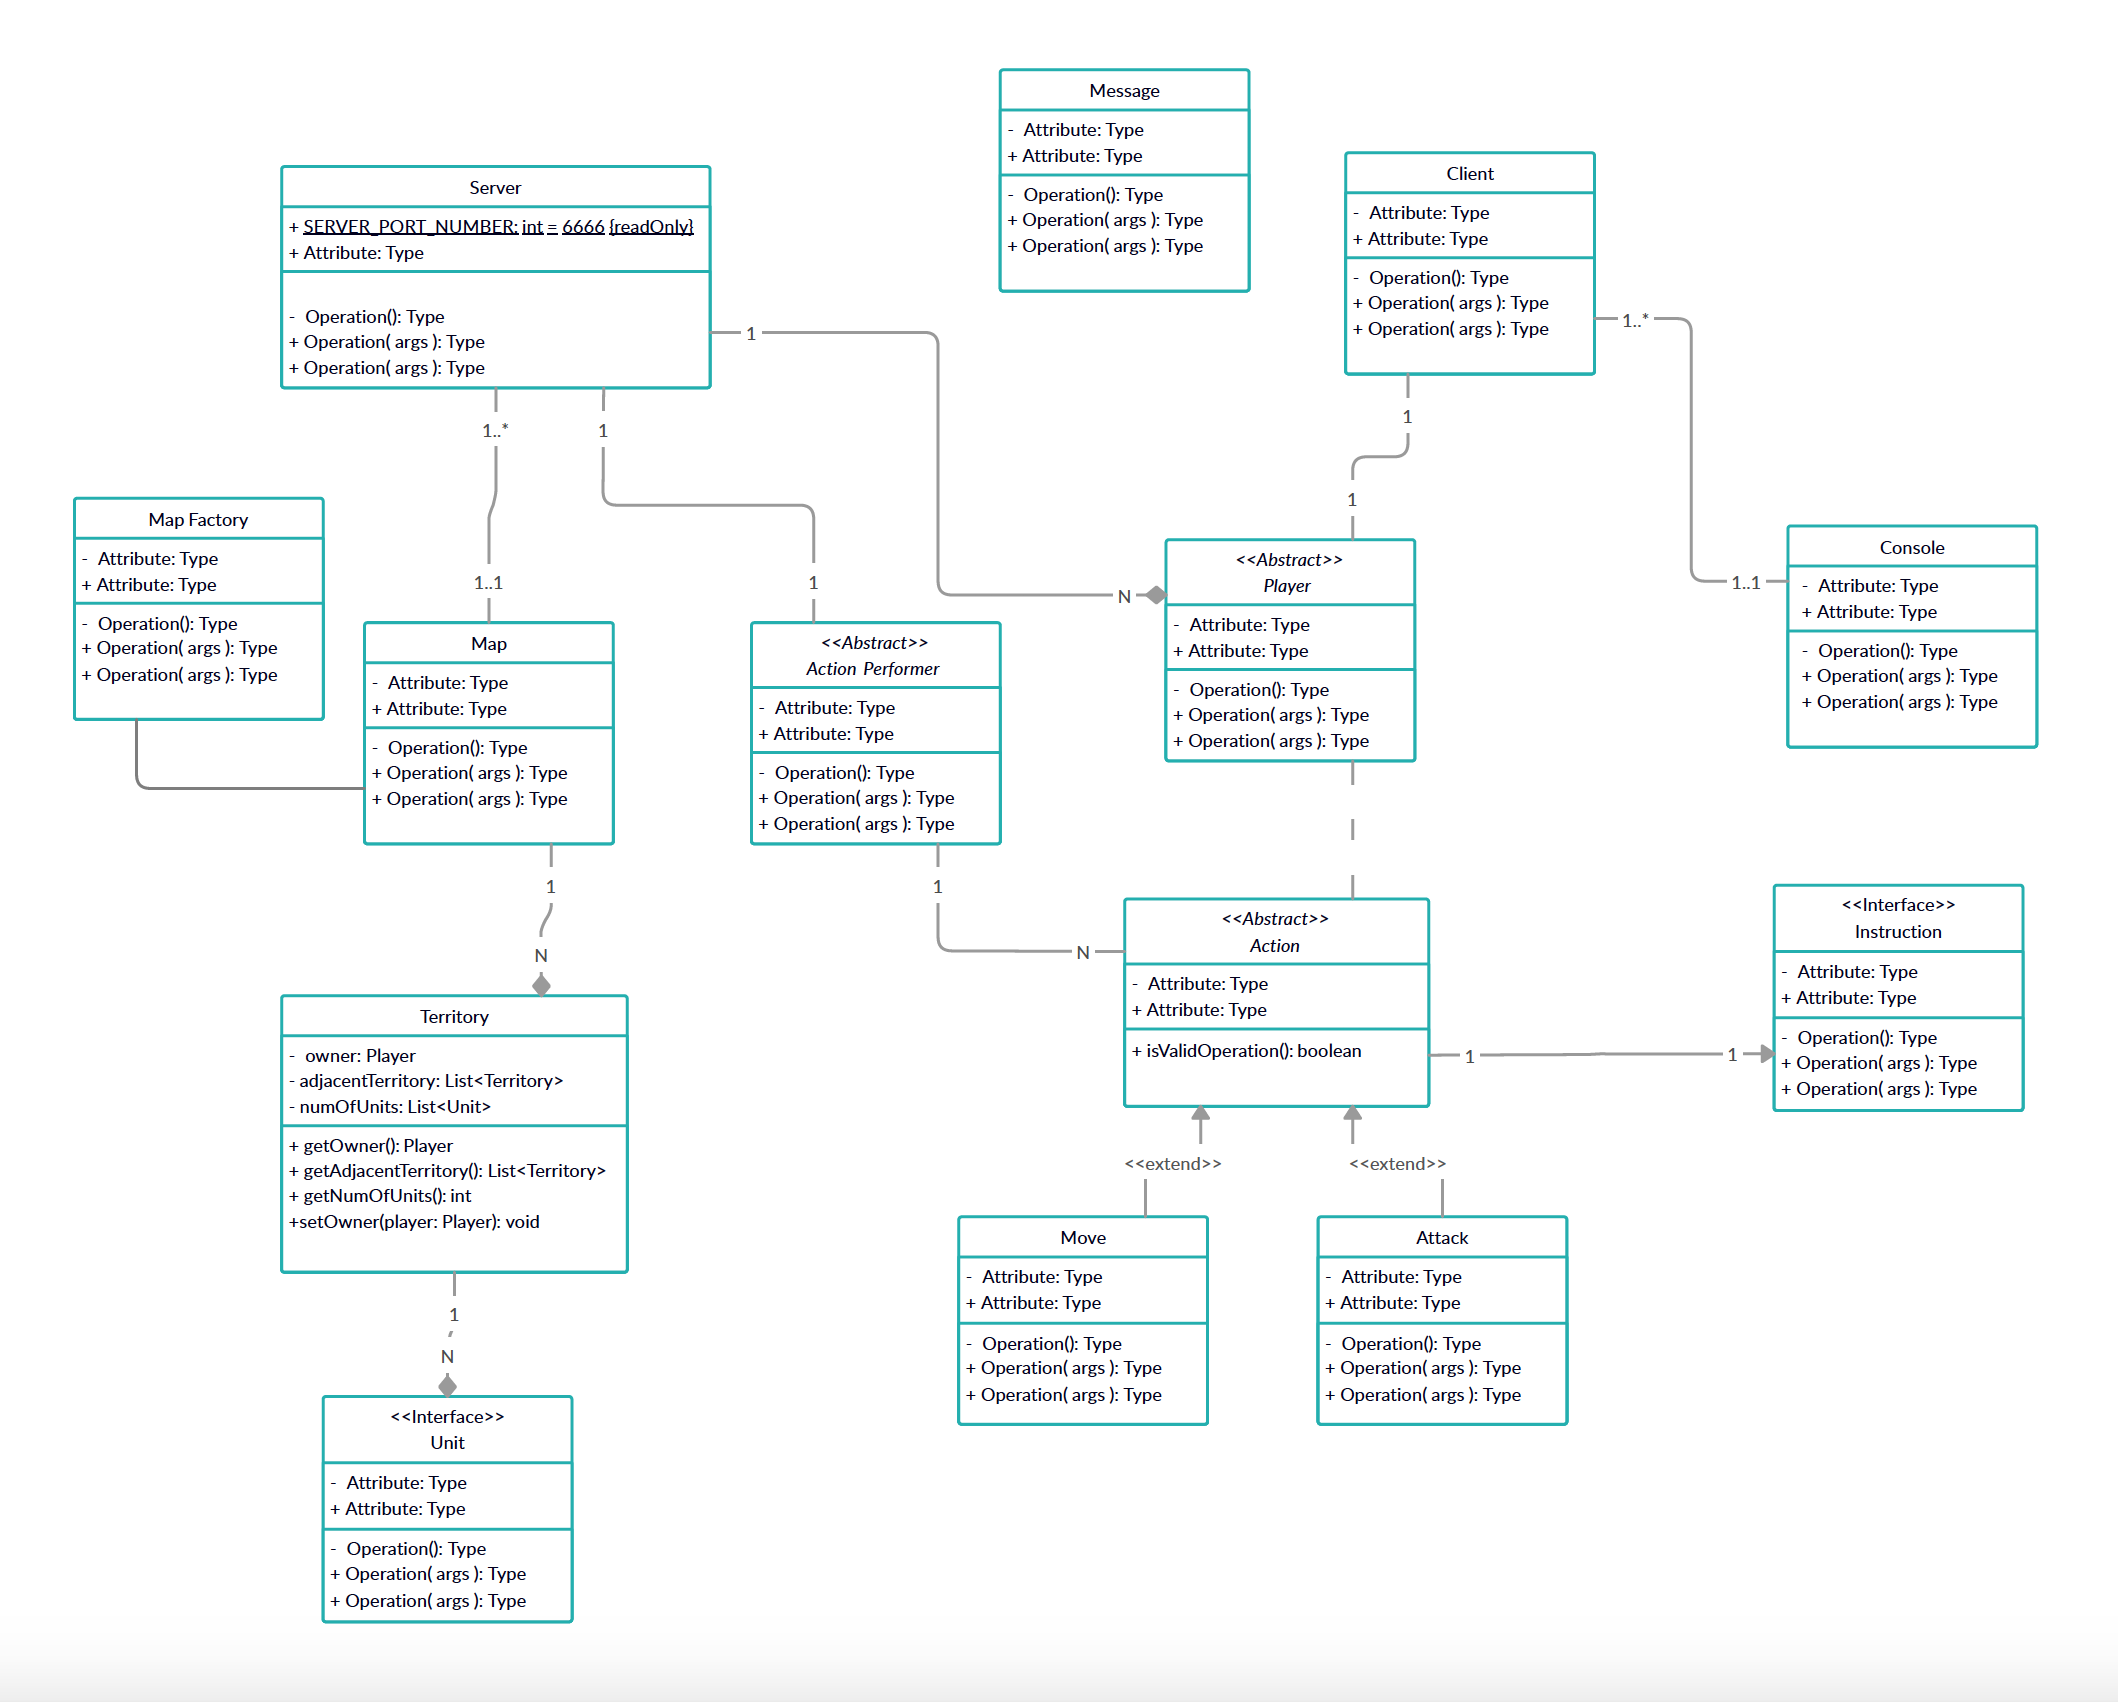 Message
- Attribute: Type
+ Attribute: Type
- Operation(): Type
+ Operation( args ): Type
+ Operation( args ): Type
Client
- Attribute: Type
+ Attribute: Type
- Operation(): Type
+ Operation( args ): Type
+ Operation( args ): Type
Server
+ SERVER_PORT_NUMBER: int = 6666 {readOnly}
+ Attribute: Type
- Operation(): Type
+ Operation( args ): Type
+ Operation( args ): Type
1
1..*
1
1..*
1
1
1..1
1
N
1..1
Map Factory
- Attribute: Type
+ Attribute: Type
- Operation(): Type
+ Operation( args ): Type
+ Operation( args ): Type
Map
- Attribute: Type
+ Attribute: Type
- Operation(): Type
+ Operation( args ): Type
+ Operation( args ): Type
<<Abstract>>
Action Performer
- Attribute: Type
+ Attribute: Type
- Operation(): Type
+ Operation( args ): Type
+ Operation( args ): Type
<<Abstract>>
Player
- Attribute: Type
+ Attribute: Type
- Operation(): Type
+ Operation( args ): Type
+ Operation( args ): Type
Console
- Attribute: Type
+ Attribute: Type
- Operation(): Type
+ Operation( args ): Type
+ Operation( args ): Type
1
N
1
N
Territory
- owner: Player
- adjacentTerritory: List<Territory>
- numOfUnits: List<Unit>
+ getOwner(): Player
+ getAdjacentTerritory(): List<Territory>
+ getNumOfUnits(): int
+setOwner(player: Player): void
<<Abstract>>
Action
- Attribute: Type
+ Attribute: Type
+ isValidOperation(): boolean
1
1
<<Interface>>
Instruction
- Attribute: Type
+ Attribute: Type
- Operation(): Type
+ Operation( args ): Type
+ Operation( args ): Type
<<extend>>
<<extend>>
Move
- Attribute: Type
+ Attribute: Type
- Operation(): Type
+ Operation( args ): Type
+ Operation( args ): Type
Attack
- Attribute: Type
+ Attribute: Type
- Operation(): Type
+ Operation( args ): Type
+ Operation( args ): Type
1
N
<<Interface>>
Unit
- Attribute: Type
+ Attribute: Type
- Operation(): Type
+ Operation( args ): Type
+ Operation( args ): Type